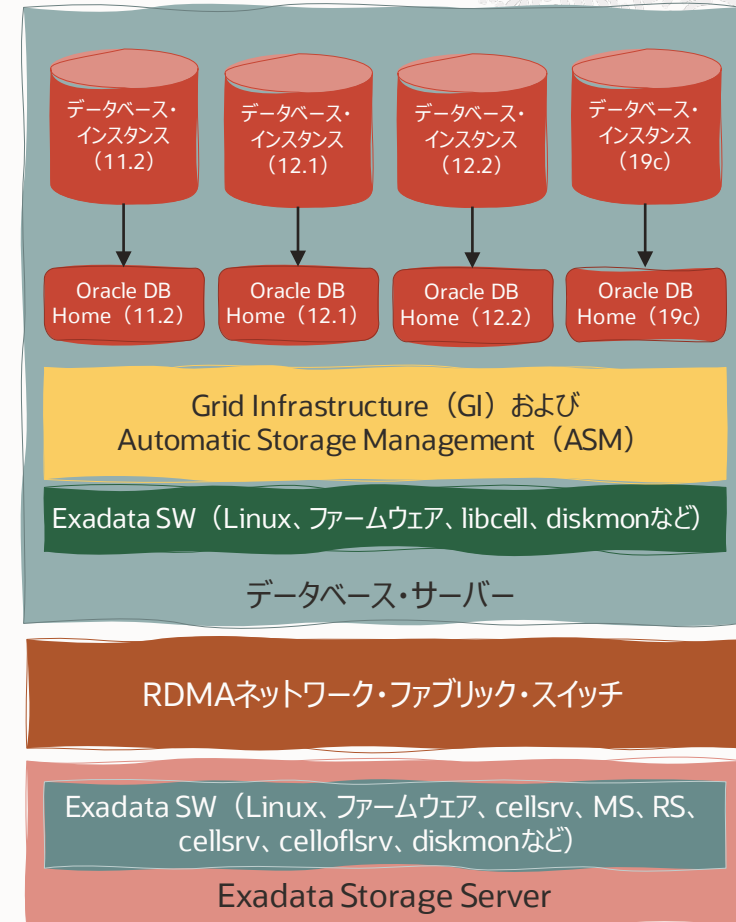 データベース・
インスタンス
（11.2）
データベース・
インスタンス
（12.1）
データベース・
インスタンス
（12.2）
データベース・
インスタンス
（19c）
Oracle DB
Home（11.2）
Oracle DB
Home（12.1）
Oracle DB
Home（12.2）
Oracle DB
Home（19c）
Grid Infrastructure（GI）および
Automatic Storage Management（ASM）
Exadata SW（Linux、ファームウェア、libcell、diskmonなど）
データベース・サーバー
RDMAネットワーク・ファブリック・スイッチ
Exadata SW（Linux、ファームウェア、cellsrv、MS、RS、
cellsrv、celloflsrv、diskmonなど）
Exadata Storage Server